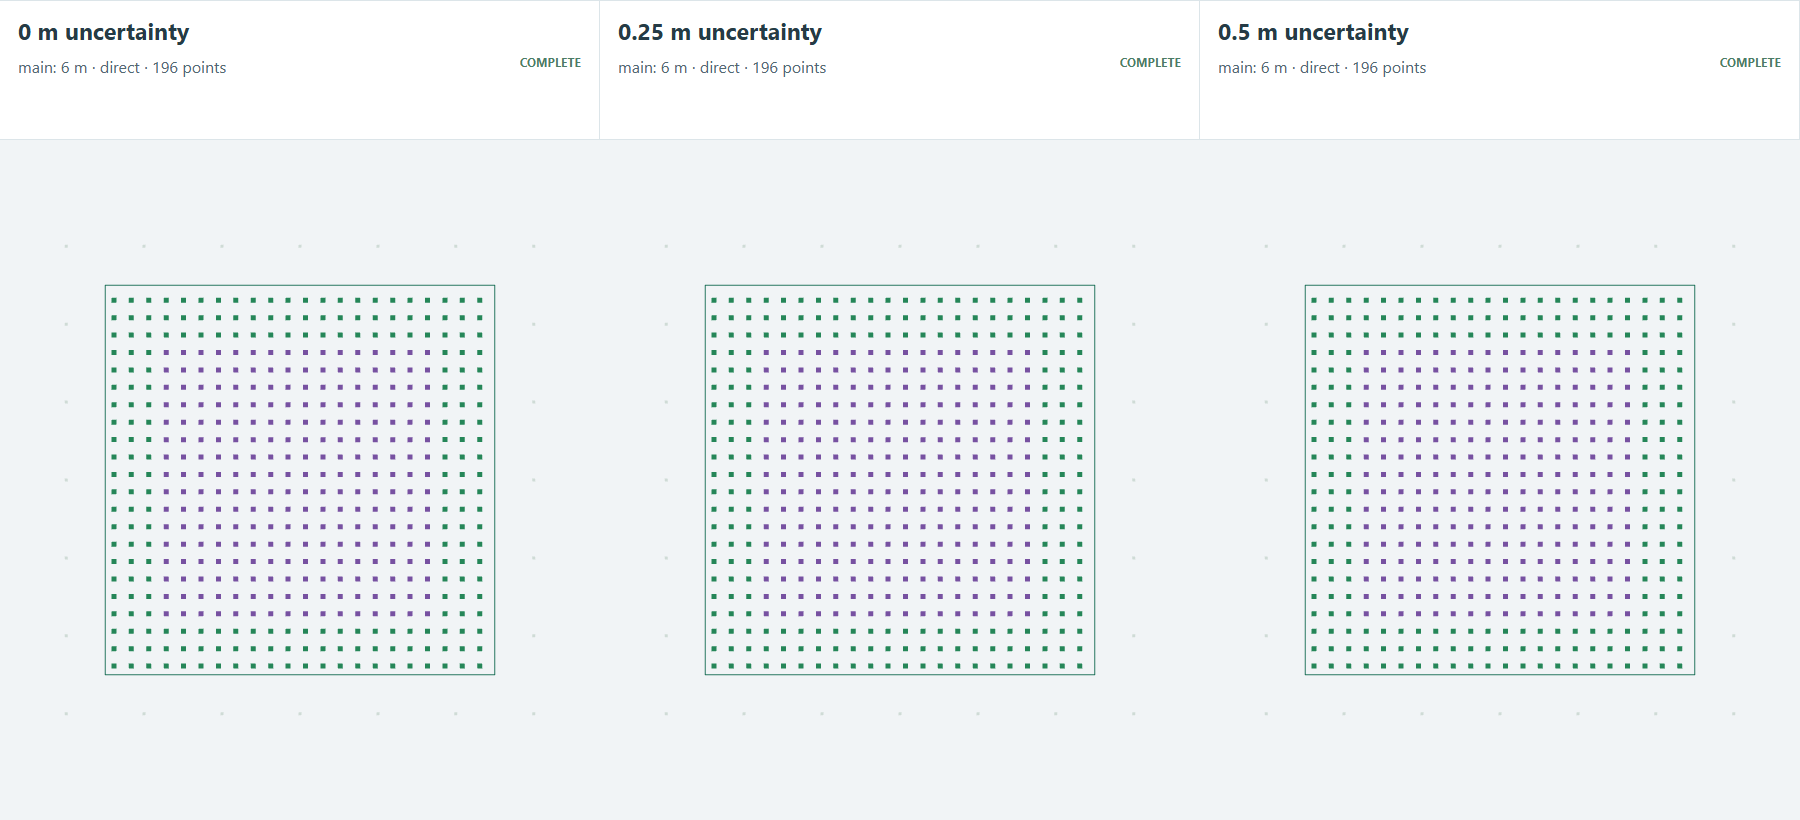 0 m uncertainty
main: 6 m · direct · 196 points
COMPLETE
0.25 m uncertainty
main: 6 m · direct · 196 points
COMPLETE
0.5 m uncertainty
main: 6 m · direct · 196 points
COMPLETE